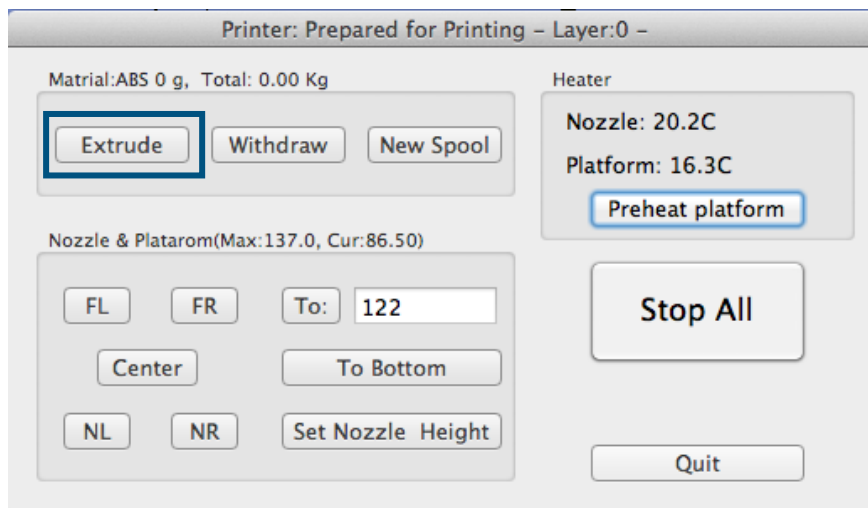 Printer: Prepared for Printing – Layer:0 –
Matrial:ABS 0 g, Total: 0.00 Kg
Extrude Withdraw New Spool
Heater
Nozzle: 20.2C
Platform: 16.3C
Preheat platform
Nozzle & Platarom(Max:137.0, Cur:86.50)
FL FR To: 122
Center To Bottom
NL NR Set Nozzle Height
Stop All
Quit